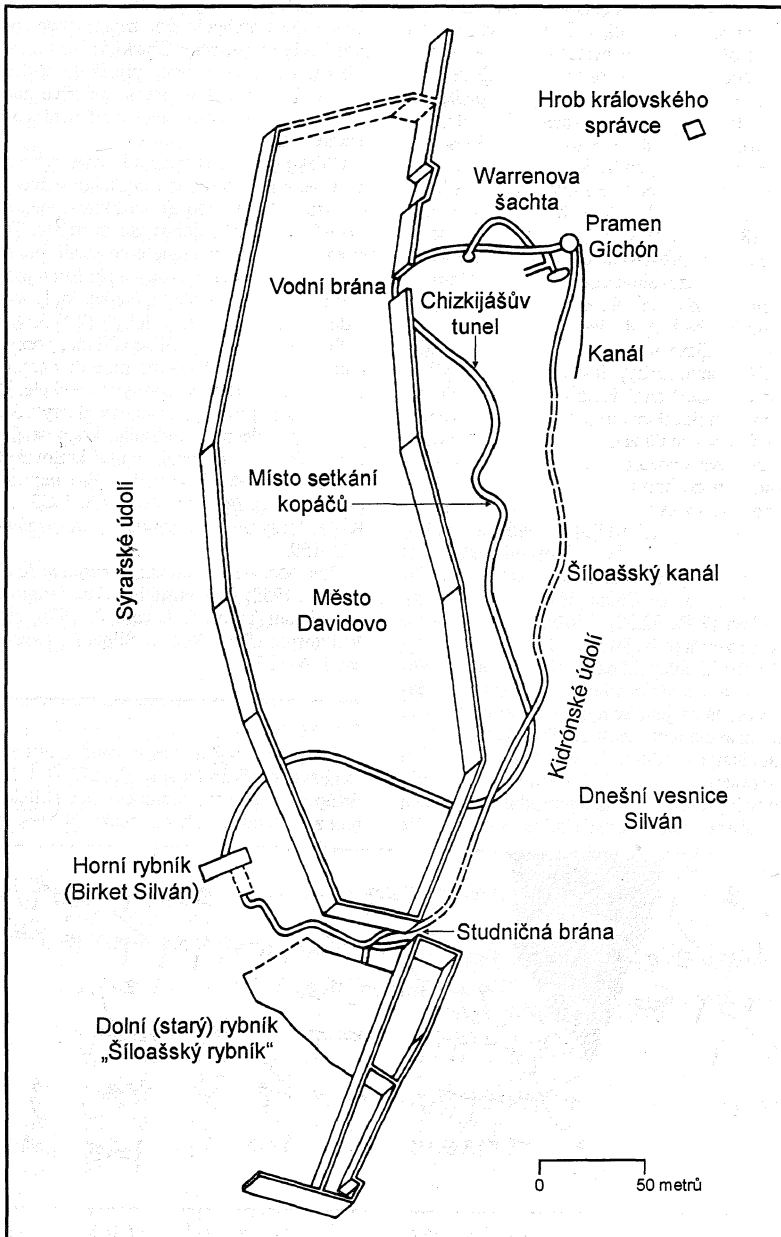 Hrob královského
správce
Warrenova
šachta
Pramen
Gíchón
Vodní brána
Chizkijášův
tunel
Kanál
Místo setkání
kopáčů
Sýrařské údolí
Šíloašský kanál
Město
Davidovo
Kidrónské údolí
Dnešní vesnice
Silván
Horní rybník
(Birket Silván)
Studničná brána
Dolní (starý) rybník
„Šíloašský rybník“
0 50 metrů